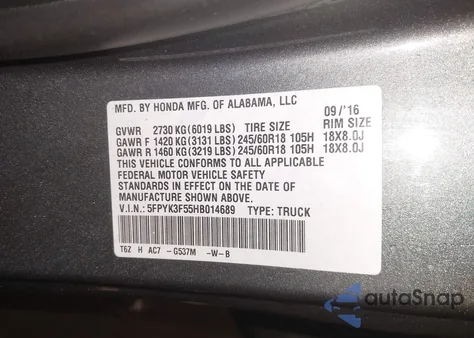 MFD. BY HONDA MFG. OF ALABAMA, LLC 09/'16
GVWR 2730 KG (6019 LBS) TIRE SIZE RIM SIZE
GAWR F 1420 KG (3131 LBS) 245/60R18 105H 18X8.0J
GAWR R 1460 KG (3219 LBS) 245/60R18 105H 18X8.0J
THIS VEHICLE CONFORMS TO ALL APPLICABLE
FEDERAL MOTOR VEHICLE SAFETY
STANDARDS IN EFFECT ON THE DATE OF
MANUFACTURE SHOWN ABOVE.
V.I.N.: 5FPYK3F55HB014689 TYPE: TRUCK
T6Z H AC7 - G537M -W-B
autoSnap